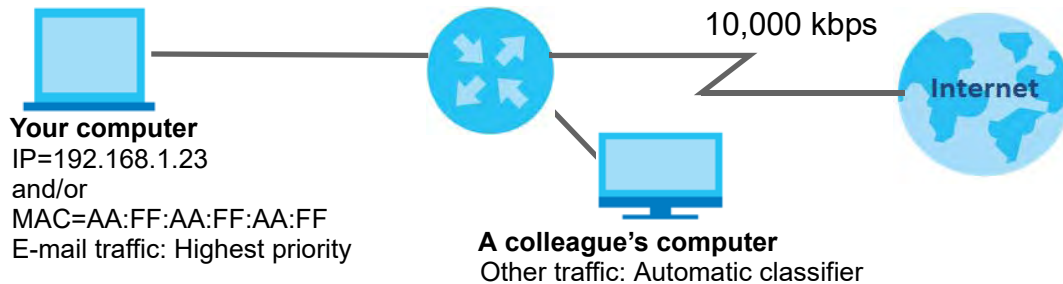 10,000 kbps
Internet
Your computer
IP=192.168.1.23
and/or
MAC=AA:FF:AA:FF:AA:FF
E-mail traffic: Highest priority
A colleague’s computer
Other traffic: Automatic classifier